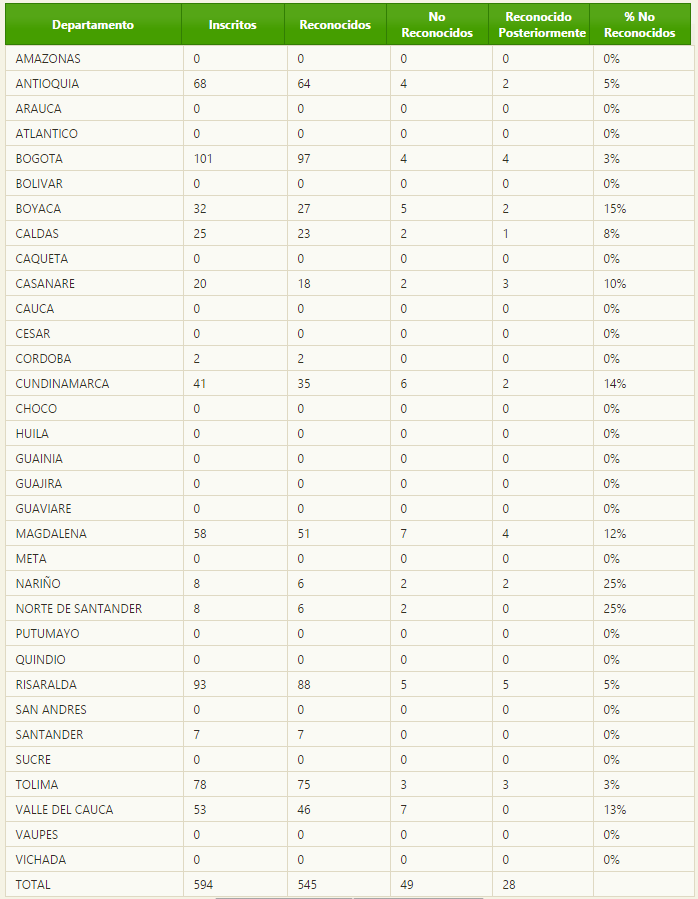 Departamento Inscritos Reconocidos No Reconocidos Reconocido Posteriormente % No Reconocidos
AMAZONAS 0 0 0 0 0%
ANTIOQUIA 68 64 4 2 5%
ARAUCA 0 0 0 0 0%
ATLANTICO 0 0 0 0 0%
BOGOTA 101 97 4 4 3%
BOLIVAR 0 0 0 0 0%
BOYACA 32 27 5 2 15%
CALDAS 25 23 2 1 8%
CAQUETA 0 0 0 0 0%
CASANARE 20 18 2 3 10%
CAUCA 0 0 0 0 0%
CESAR 0 0 0 0 0%
CORDOBA 2 2 0 0 0%
CUNDINAMARCA 41 35 6 2 14%
CHOCO 0 0 0 0 0%
HUILA 0 0 0 0 0%
GUAINIA 0 0 0 0 0%
GUAJIRA 0 0 0 0 0%
GUAVIARE 0 0 0 0 0%
MAGDALENA 58 51 7 4 12%
META 0 0 0 0 0%
NARIÑO 8 6 2 2 25%
NORTE DE SANTANDER 8 6 2 0 25%
PUTUMAYO 0 0 0 0 0%
QUINDIO 0 0 0 0 0%
RISARALDA 93 88 5 5 5%
SAN ANDRES 0 0 0 0 0%
SANTANDER 7 7 0 0 0%
SUCRE 0 0 0 0 0%
TOLIMA 78 75 3 3 3%
VALLE DEL CAUCA 53 46 7 0 13%
VAUPES 0 0 0 0 0%
VICHADA 0 0 0 0 0%
TOTAL 594 545 49 28